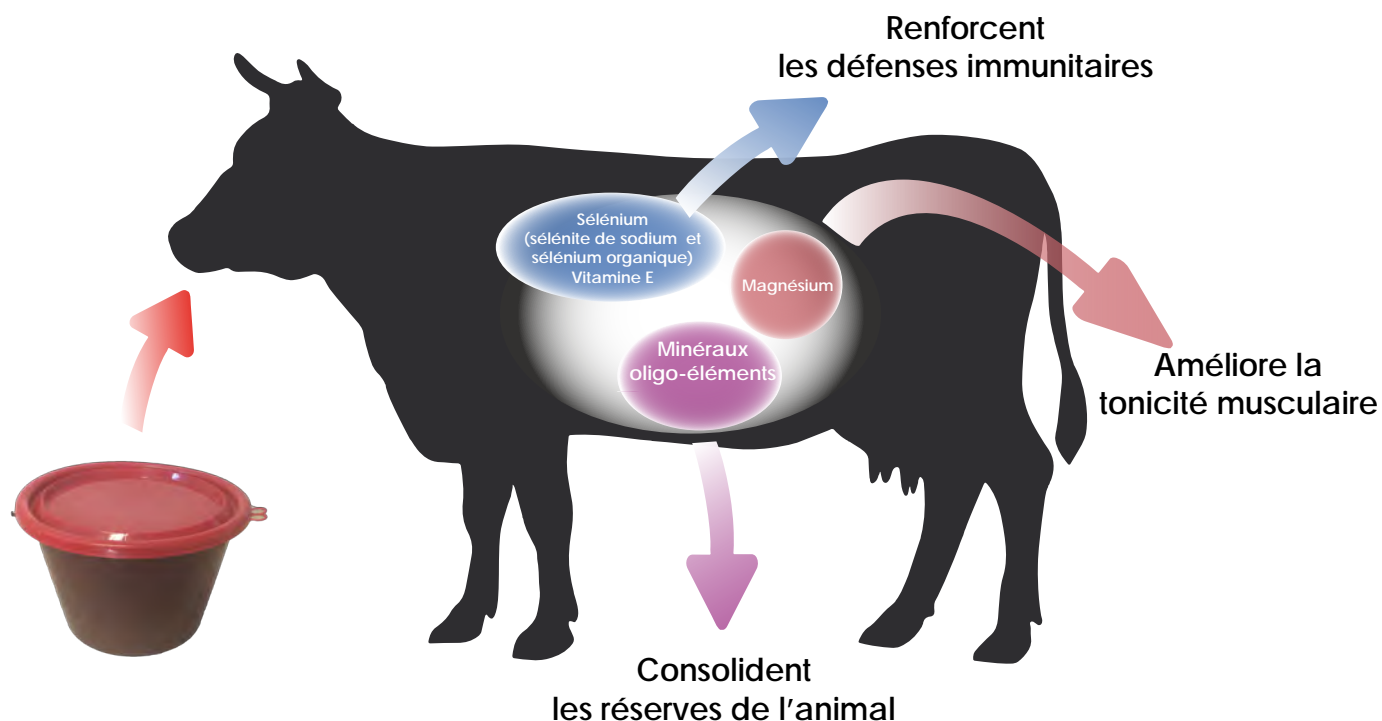 Renforcent
les défenses immunitaires
Sélénium
(sélénite de sodium et
sélénium organique)
Vitamine E
Magnésium
Minéraux
oligo-éléments
Améliore la
tonicité musculaire
Consolident
les réserves de l'animal